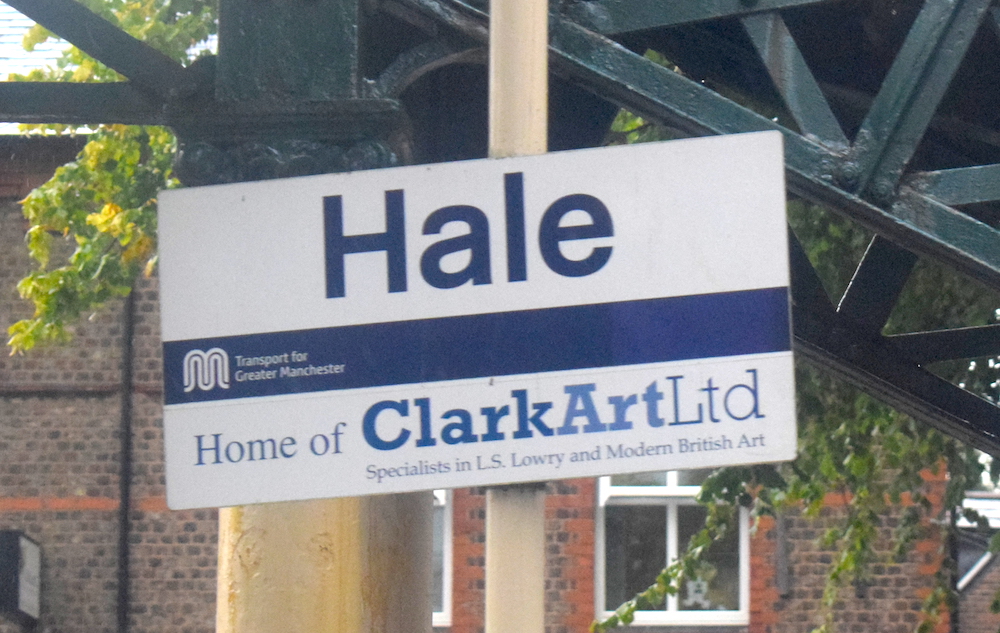 Hale
Transport for
Greater Manchester
Home of ClarkArtLtd
Specialists in L.S. Lowry and Modern British Art